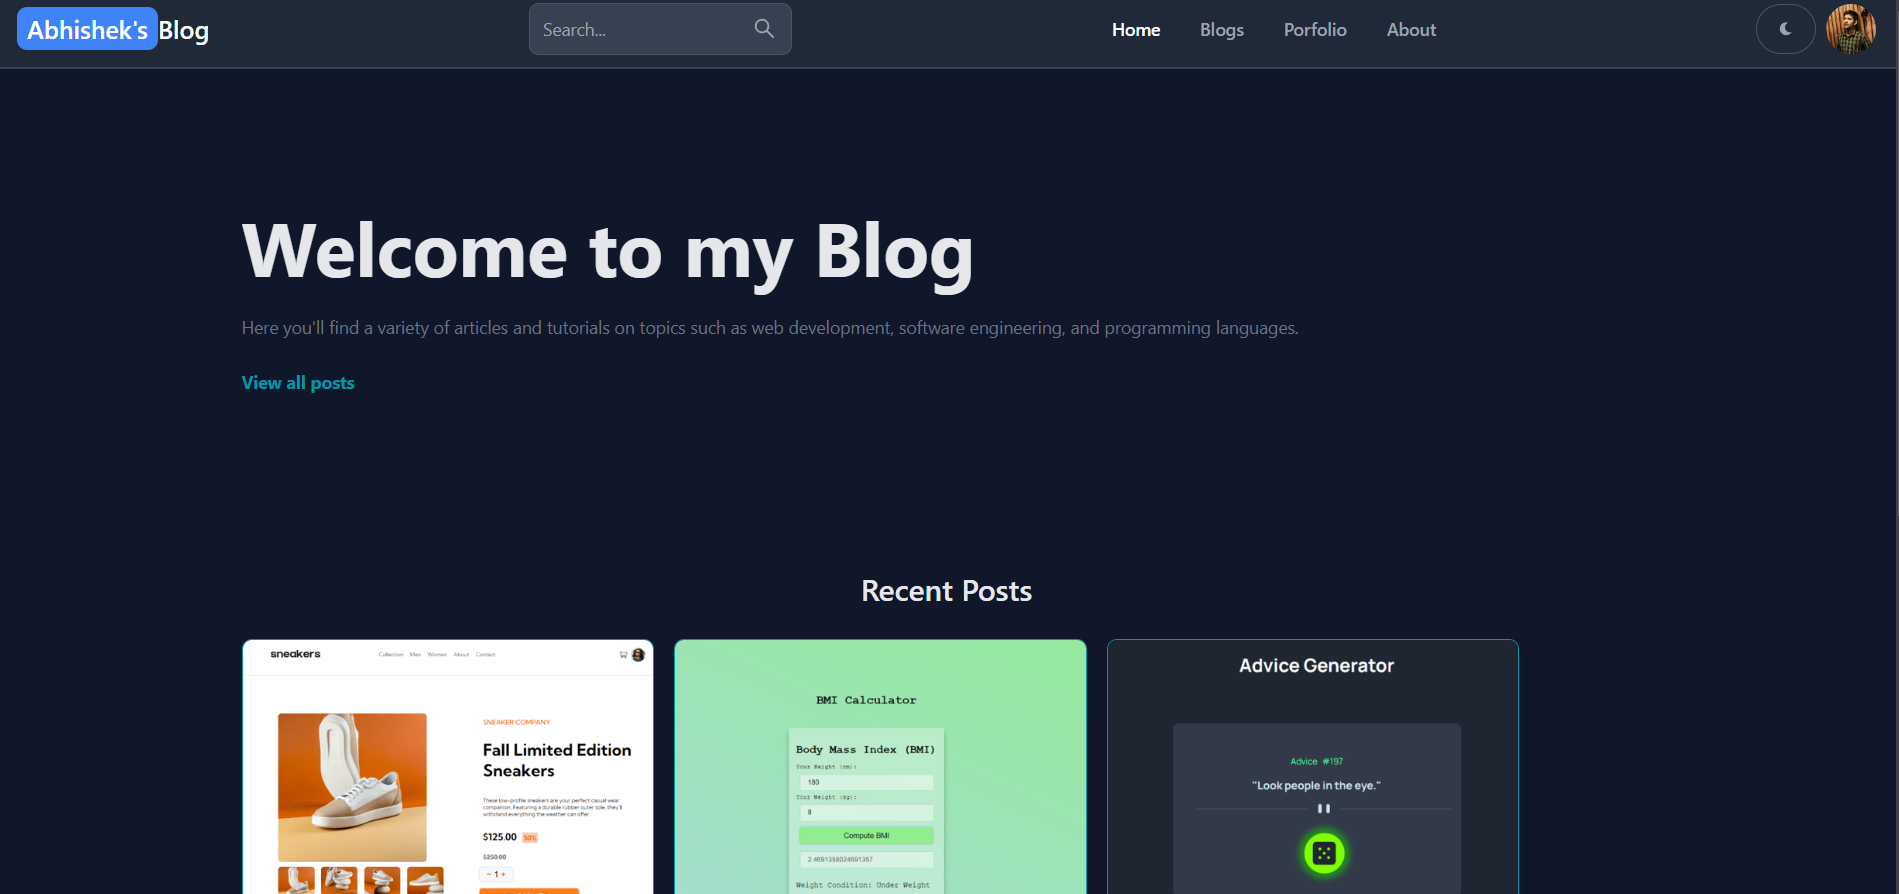 Abhishek's Blog
Search...
Home Blogs Porfolio About
Welcome to my Blog
Here you'll find a variety of articles and tutorials on topics such as web development, software engineering, and programming languages.
View all posts
Recent Posts
sneakers
Collection Men Women About Contact
SNEAKER COMPANY
Fall Limited Edition
Sneakers
These low-profile sneakers are your perfect casual wear
companion. Featuring a durable rubber outer sole, they'll
withstand everything the weather can offer.
$125.00 50%
$250.00
− 1 +
BMI Calculator
Body Mass Index (BMI)
Your Weight (mm):
180
Your Weight (kg):
8
Compute BMI
2.4691358024691357
Weight Condition: Under Weight
Advice Generator
Advice #197
"Look people in the eye."